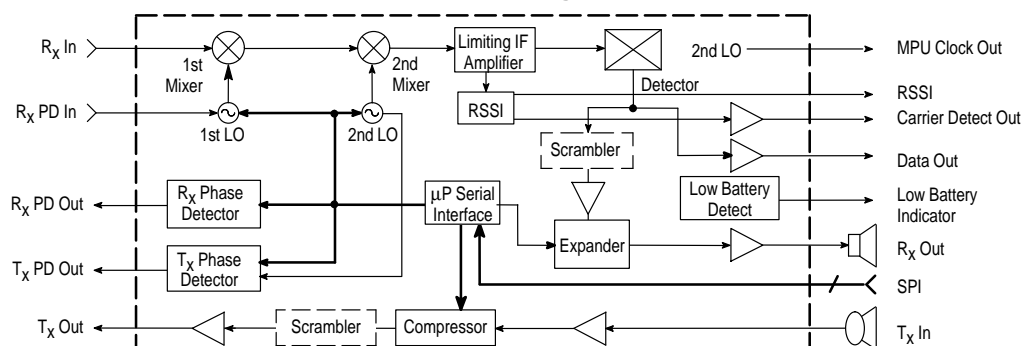 Rx In
1st
Mixer
2nd
Mixer
Limiting IF
Amplifier
2nd LO
MPU Clock Out
Detector
RSSI
RSSI
Rx PD In
1st LO
2nd LO
Carrier Detect Out
Scrambler
Data Out
Rx PD Out
Rx Phase
Detector
µP Serial
Interface
Low Battery
Detect
Low Battery
Indicator
Expander
Rx Out
Tx PD Out
Tx Phase
Detector
SPI
Tx Out
Scrambler
Compressor
Tx In